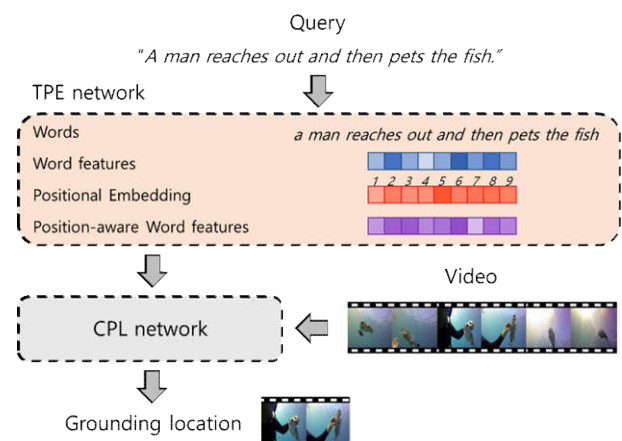 Query
"A man reaches out and then pets the fish."
TPE network
Words a man reaches out and then pets the fish
Word features
1 2 3 4 5 6 7 8 9
Positional Embedding
Position-aware Word features
Video
CPL network
Grounding location